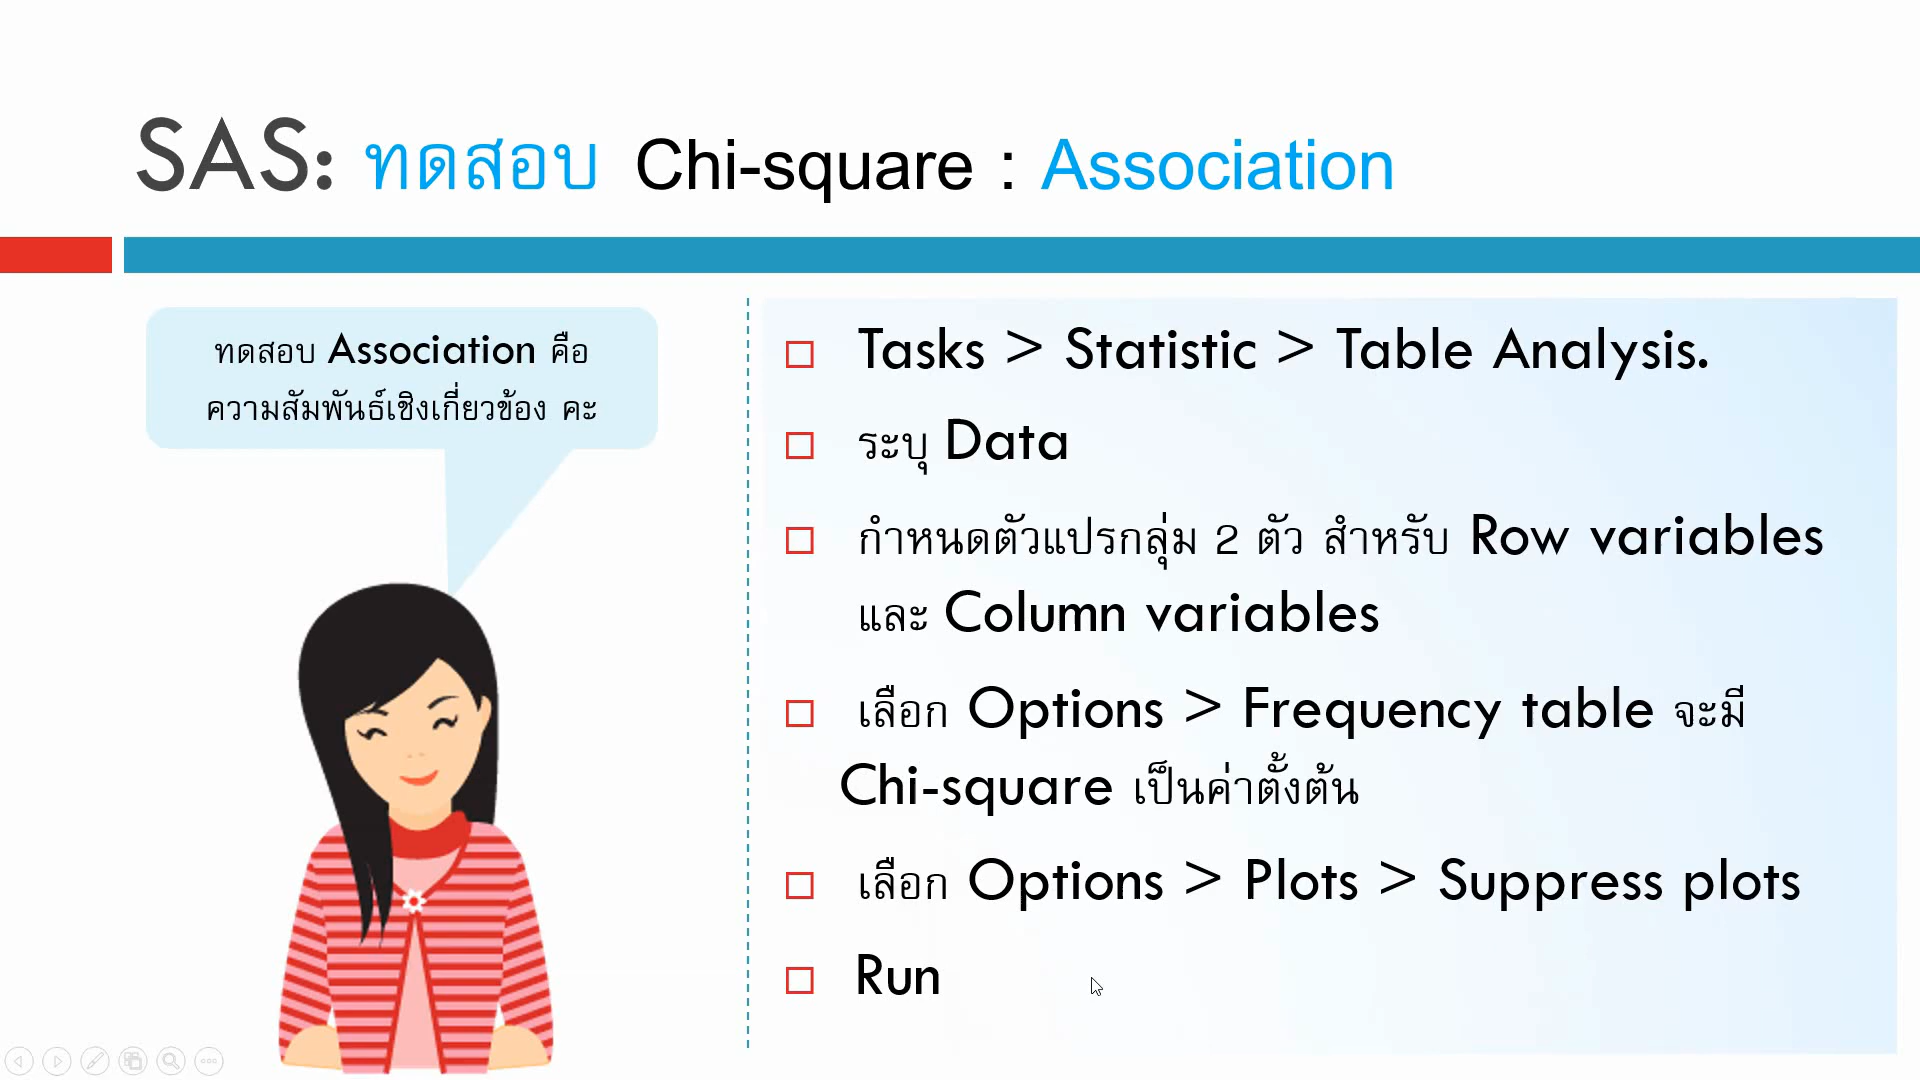 SAS: ทดสอบ Chi-square : Association
ทดสอบ Association คือ
ความสัมพันธ์เชิงเกี่ยวข้อง คะ
Tasks > Statistic > Table Analysis.
ระบุ Data
กำหนดตัวแปรกลุ่ม 2 ตัว สำหรับ Row variables
และ Column variables
เลือก Options > Frequency table จะมี
Chi-square เป็นค่าตั้งต้น
เลือก Options > Plots > Suppress plots
Run